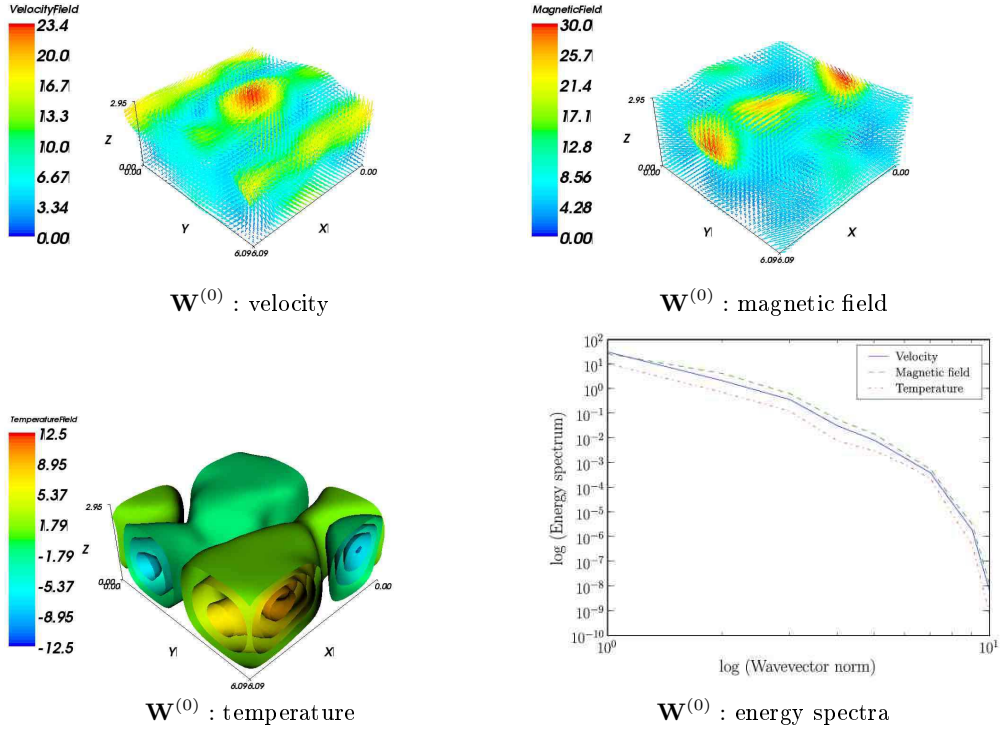 VelocityField
23.4
20.0
16.7
13.4
10.0
6.67
3.34
0.00
2.95
Z
0.00
0.00
Y
X
6.09 6.09
0.00
W(0) : velocity
MagneticField
30.0
25.7
21.4
17.1
12.8
8.56
4.28
0.00
2.95
Z
0.00
0.00
Y
X
6.09 6.09
0.00
W(0) : magnetic field
TemperatureField
12.5
8.95
5.37
1.79
-1.79
-5.37
-8.95
-12.5
2.95
Z
0.00
0.00
Y
X
6.09 6.09
0.00
W(0) : temperature
Velocity
Magnetic field
Temperature
log (Energy spectrum)
10^2
10^1
10^0
10^-1
10^-2
10^-3
10^-4
10^-5
10^-6
10^-7
10^-8
10^-9
10^-10
10^0
10^1
log (Wavevector norm)
W(0) : energy spectra